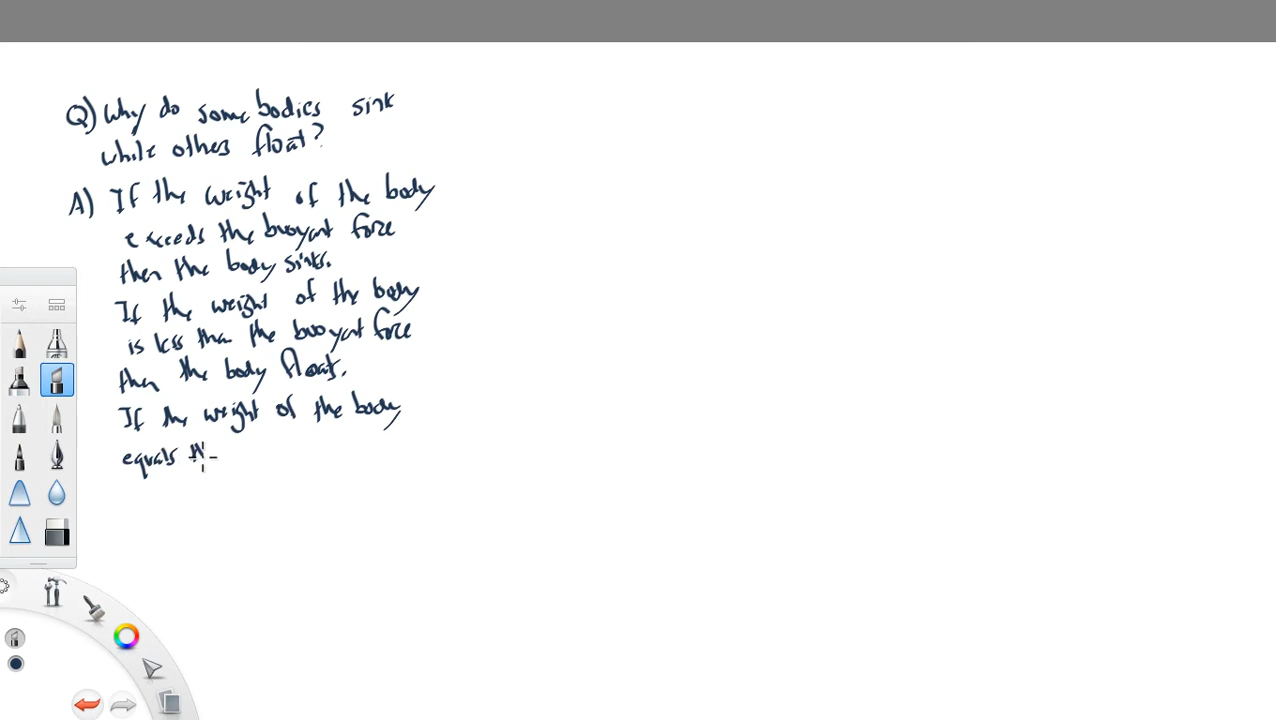 Q) Why do some bodies sink
while others float?
A) If the weight of the body
exceeds the buoyant force
then the body sinks.
If the weight of the body
is less than the buoyant force
then the body float.
If the weight of the body
equals